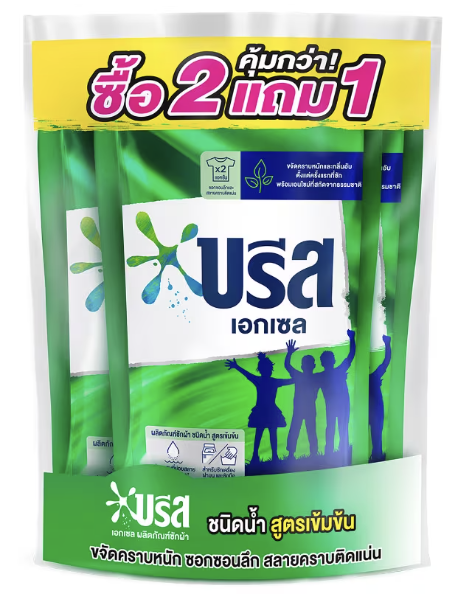 คุ้มกว่า!
ซื้อ 2 แถม 1
x2
ขจัดคราบหนักและกลิ่นอับ
ตั้งแต่ครั้งแรกที่ซัก
พร้อมเอนไซม์ที่สกัดจากธรรมชาติ
บรีส
เอกเซล
ผลิตภัณฑ์ซักผ้า ชนิดน้ำ สูตรเข้มข้น
บรีส
เอกเซล ผลิตภัณฑ์ซักผ้า
ชนิดน้ำ สูตรเข้มข้น
ขจัดคราบหนัก ซอกซอนลึก สลายคราบติดแน่น